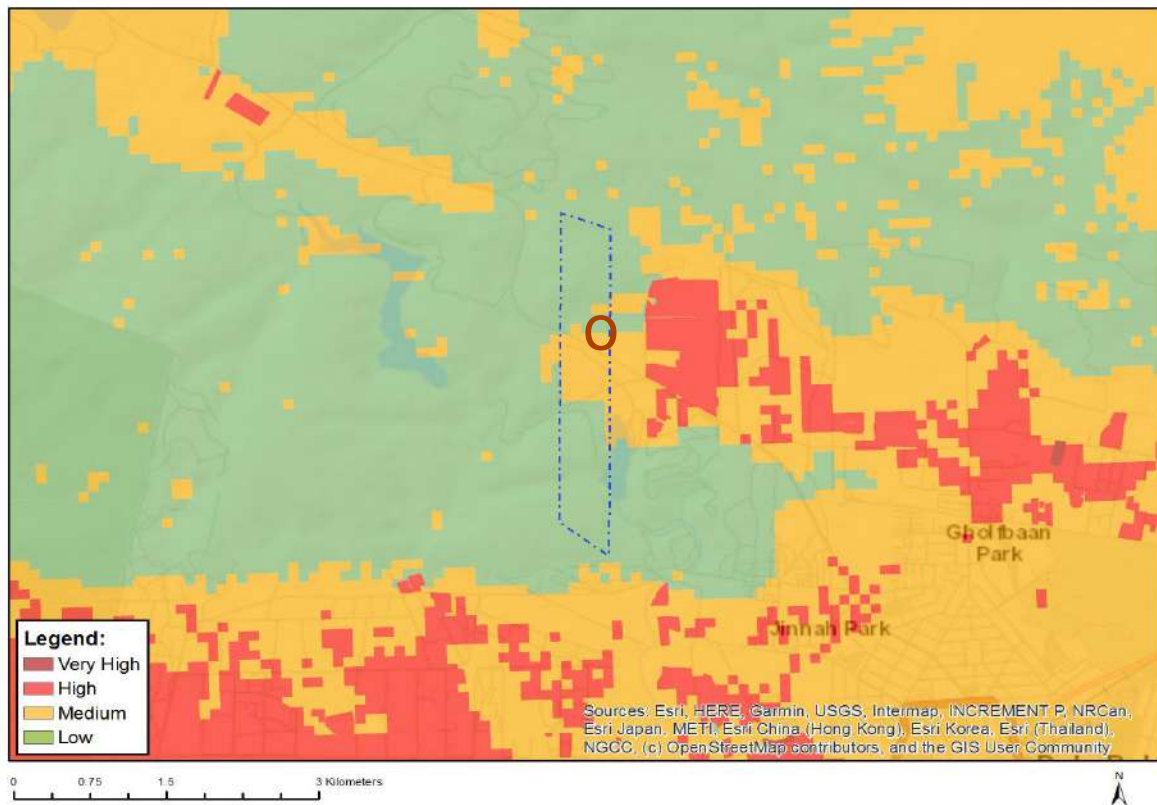 O
Gholfbaan
Park
Jinnah Park
Legend:
Very High
High
Medium
Low
Sources: Esri, HERE, Garmin, USGS, Intermap, INCREMENT P, NRCan,
Esri Japan, METI, Esri China (Hong Kong), Esri Korea, Esri (Thailand),
NGCC, (c) OpenStreetMap contributors, and the GIS User Community
0 0.75 1.5 3 Kilometers
N